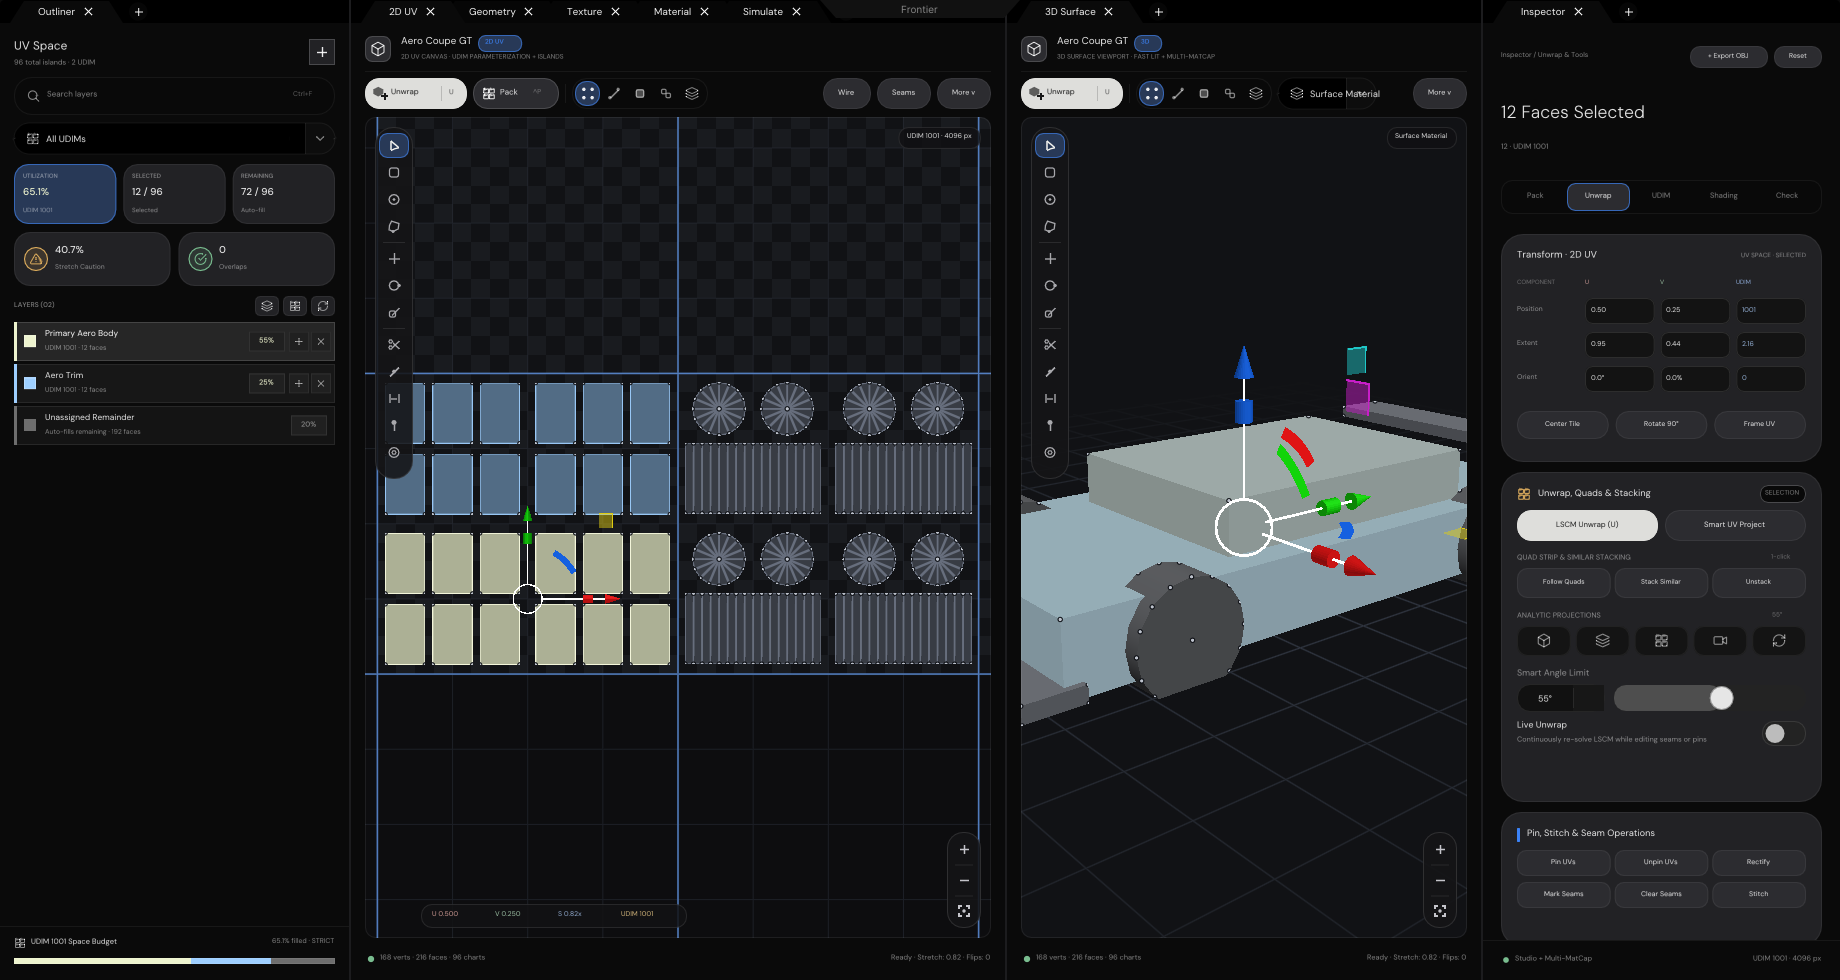 Outliner
2D UV
Geometry
Texture
Material
Simulate
Frontier
3D Surface
Inspector
UV Space
96 total islands · 2 UDIM
Search layers
Ctrl+F
All UDIMs
UTILIZATION
65.1%
UDIM 1001
SELECTED
12 / 96
Selected
REMAINING
72 / 96
Auto-fill
40.7%
Stretch Caution
0
Overlaps
LAYERS (02)
Primary Aero Body
UDIM 1001 · 12 faces
55%
Aero Trim
UDIM 1001 · 12 faces
25%
Unassigned Remainder
Auto-fills remaining · 192 faces
20%
UDIM 1001 Space Budget
65.1% filled · STRICT
Aero Coupe GT
2D UV
2D UV CANVAS · UDIM PARAMETERIZATION + ISLANDS
Unwrap
U
Pack
Wire
Seams
More v
UDIM 1001 · 4096 px
U 0.500
V 0.250
S 0.82x
UDIM 1001
168 verts · 216 faces · 96 charts
Ready · Stretch: 0.82 · Flips: 0
Aero Coupe GT
3D
3D SURFACE VIEWPORT · FAST LIT + MULTI-MATCAP
Unwrap
U
Surface Material
More v
Surface Material
168 verts · 216 faces · 96 charts
Ready · Stretch: 0.82 · Flips: 0
Inspector / Unwrap & Tools
+ Export OBJ
Reset
12 Faces Selected
12 · UDIM 1001
Pack
Unwrap
UDIM
Shading
Check
Transform · 2D UV
UV SPACE · SELECTED
COMPONENT
U
V
UDIM
Position
0.50
0.25
1001
Extent
0.95
0.44
2.16
Orient
0.0°
0.0%
0
Center Tile
Rotate 90°
Frame UV
Unwrap, Quads & Stacking
SELECTION
LSCM Unwrap (U)
Smart UV Project
QUAD STRIP & SIMILAR STACKING
1-click
Follow Quads
Stack Similar
Unstack
ANALYTIC PROJECTIONS
55°
Smart Angle Limit
55°
Live Unwrap
Continuously re-solve LSCM while editing seams or pins
Pin, Stitch & Seam Operations
Pin UVs
Unpin UVs
Rectify
Mark Seams
Clear Seams
Stitch
Studio + Multi-MatCap
UDIM 1001 · 4096 px